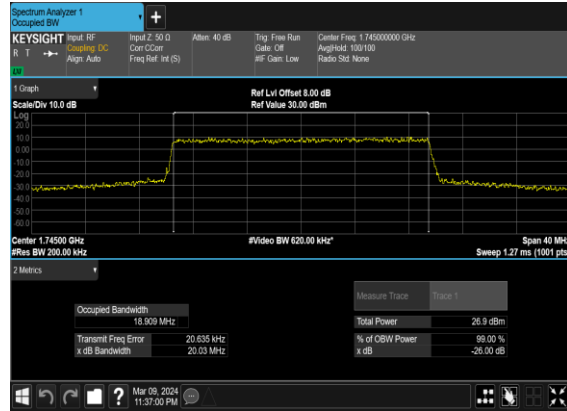 Spectrum Analyzer 1
Occupied BW
+
KEYSIGHT Input: RF Input Z: 50 Ω Atten: 40 dB Trig: Free Run Center Freq: 1.745000000 GHz
R T Coupling: DC Corr CCorr Gate: Off Avg|Hold: 100/100
Align: Auto Freq Ref: Int (S) #IF Gain: Low Radio Std: None
1 Graph
Ref Lvl Offset 8.00 dB
Scale/Div 10.0 dB Ref Value 30.00 dBm
Log
20.0
10.0
0.00
-10.0
-20.0
-30.0
-40.0
-50.0
-60.0
Center 1.74500 GHz #Video BW 620.00 kHz* Span 40 MHz
#Res BW 200.00 kHz Sweep 1.27 ms (1001 pts
2 Metrics
Measure Trace Trace 1
Occupied Bandwidth
18.909 MHz Total Power 26.9 dBm
Transmit Freq Error 20.635 kHz % of OBW Power 99.00 %
x dB Bandwidth 20.03 MHz x dB -26.00 dB
? Mar 09, 2024
11:37:00 PM